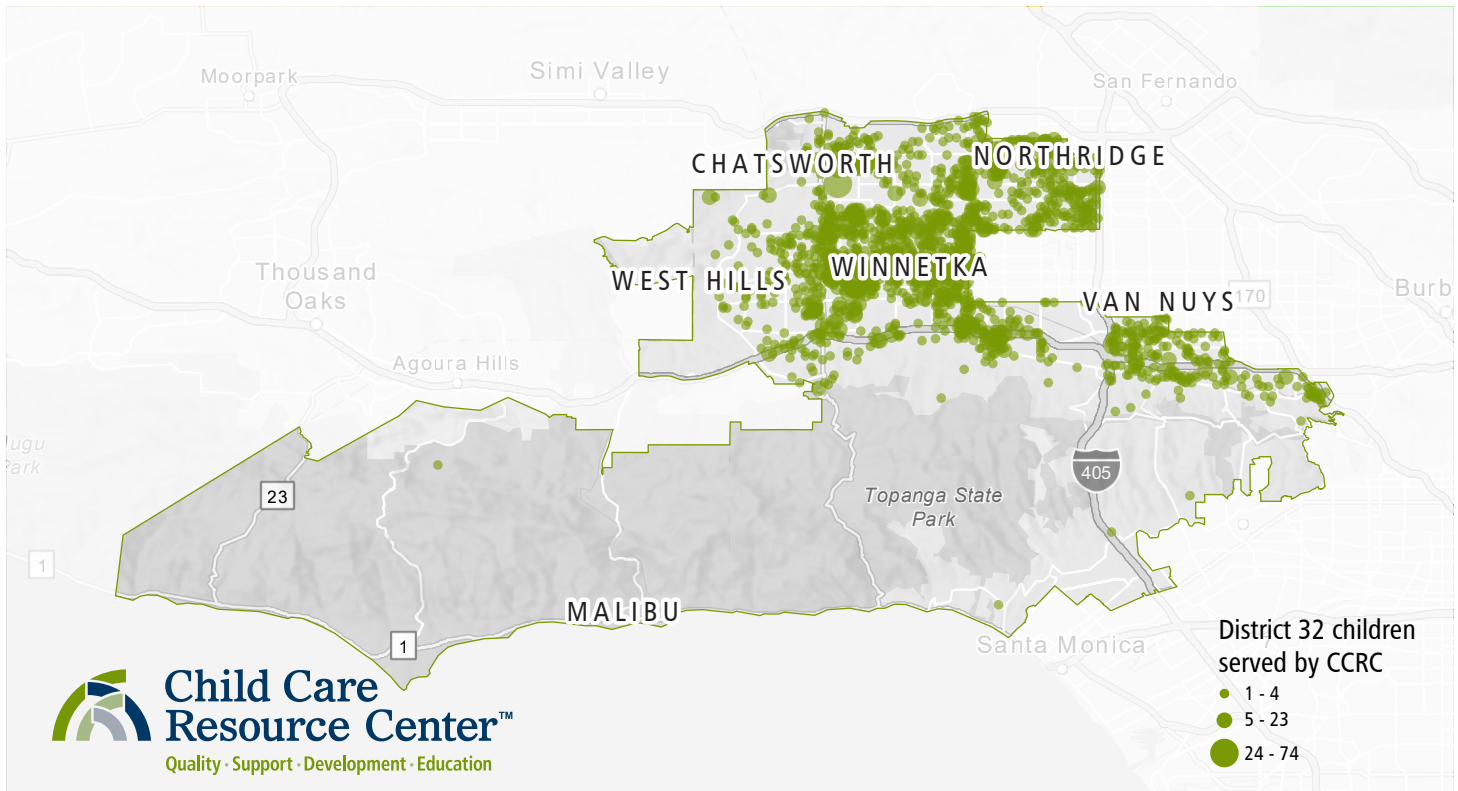 Moorpark
Simi Valley
San Fernando
CHATSWORTH
NORTHRIDGE
WEST HILLS
WINNETKA
Thousand
Oaks
VAN NUYS
170
Burb
Agoura Hills
ugu
Park
405
23
Topanga State
Park
1
MALIBU
1
Santa Monica
District 32 children
served by CCRC
1 - 4
5 - 23
24 - 74
Child Care
Resource Center™
Quality · Support · Development · Education